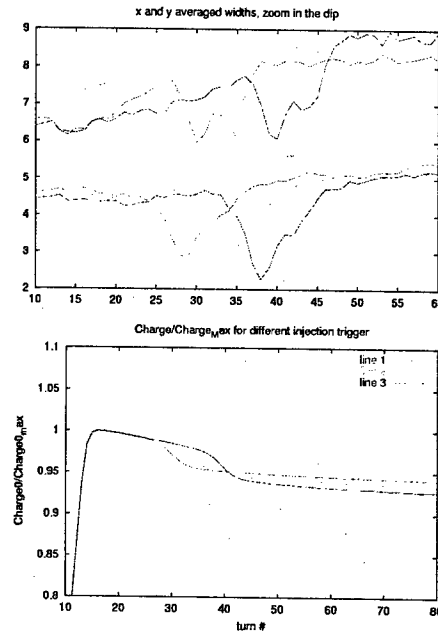 x and y averaged widths, zoom in the dip
9
8
7
6
5
4
3
2
10 15 20 25 30 35 40 45 50 55 60
Charge/Charge_Max for different injection trigger
1.1
1.05
1
0.95
0.9
0.85
0.8
line 1
line 3
Charge0/Charge0_max
10 20 30 40 50 60 70 80
turn #